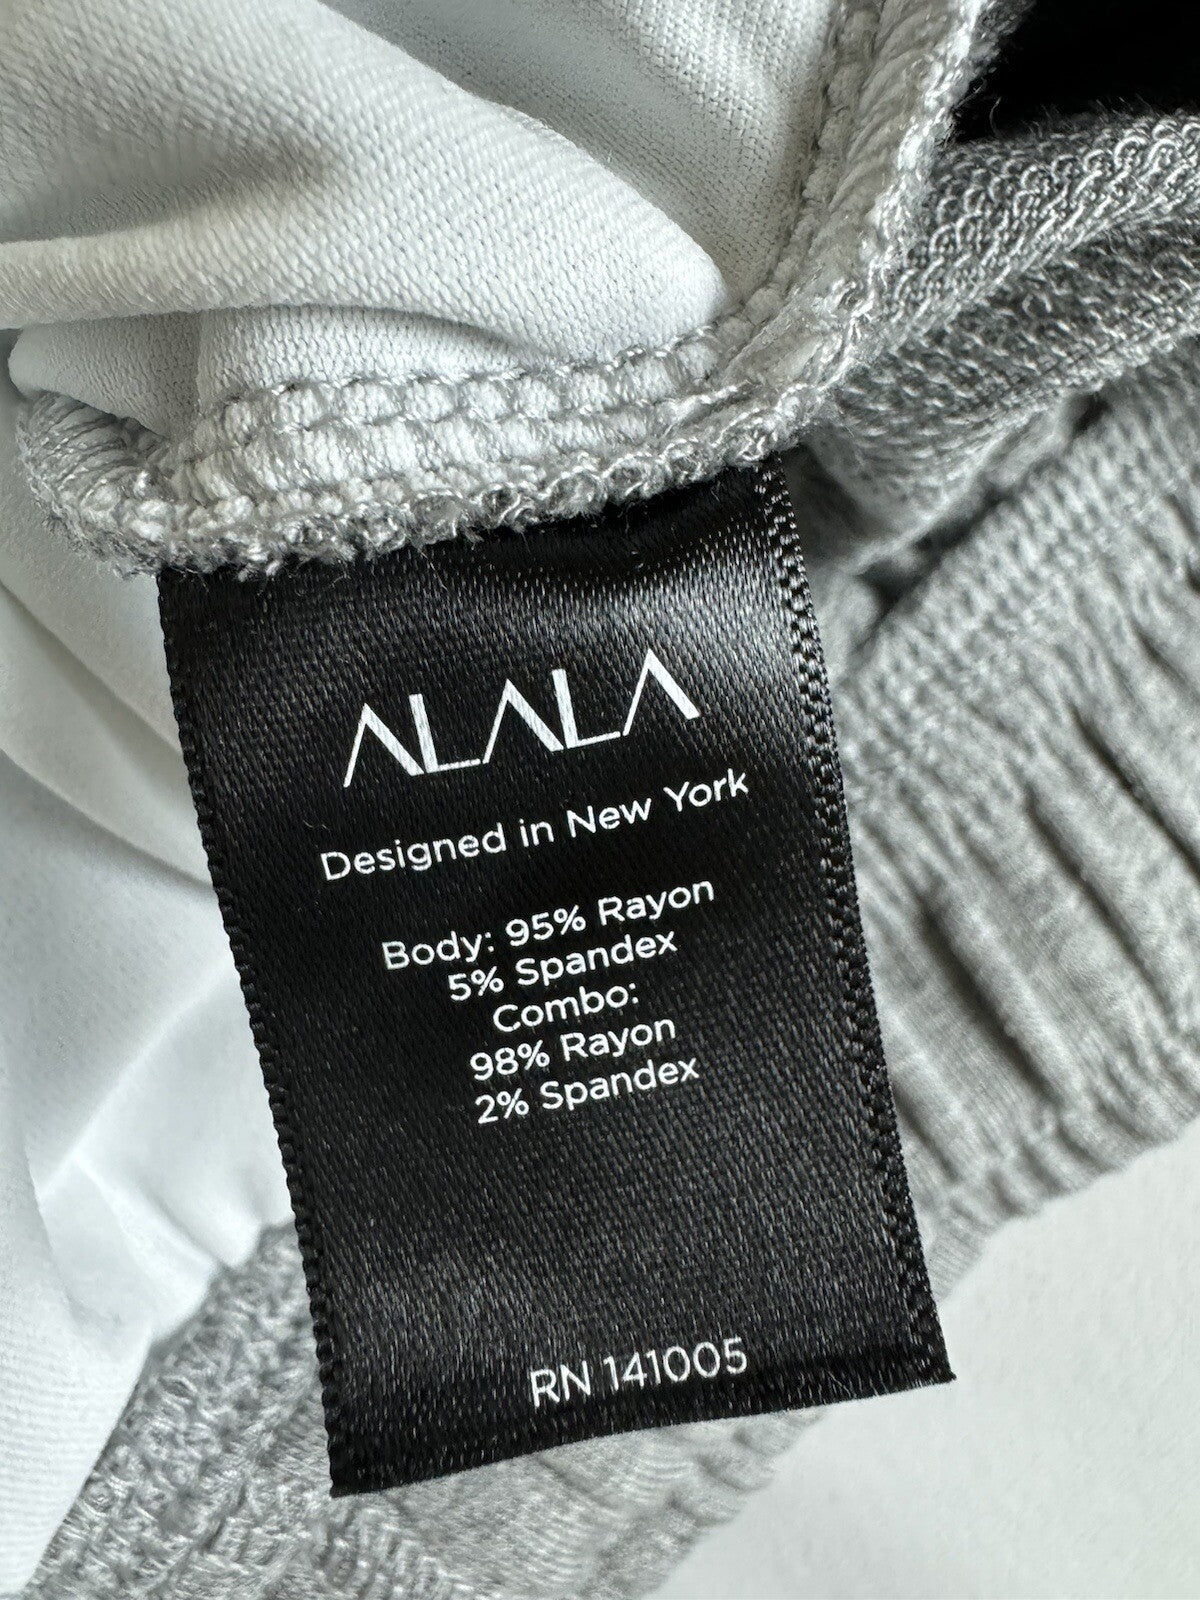 ALALA
Designed in New York
Body: 95% Rayon
5% Spandex
Combo:
98% Rayon
2% Spandex
RN 141005